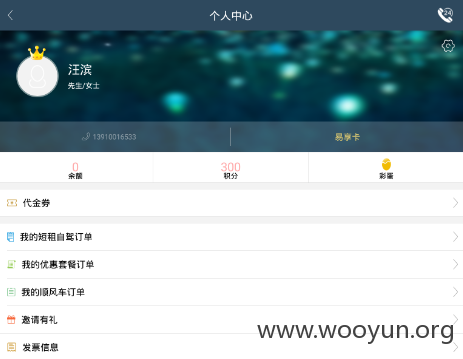 个人中心
24
汪滨
先生/女士
13910016533
易享卡
0
300
余额
积分
彩蛋
代金券
我的短租自驾订单
我的优惠套餐订单
我的顺风车订单
邀请有礼
发票信息
www.wooyun.org